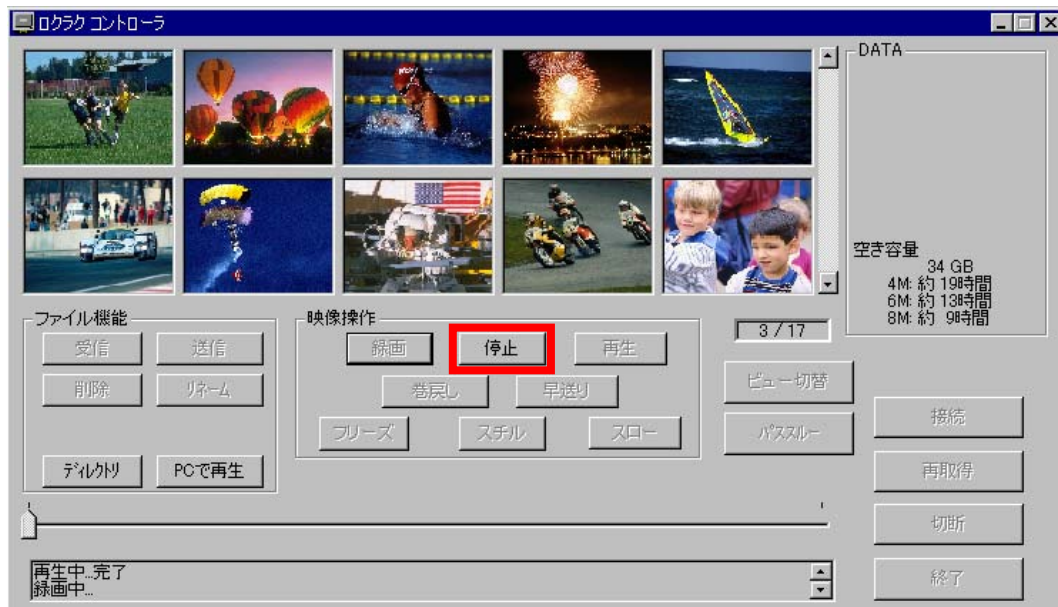 ロクラク コントローラ
DATA
空き容量
34 GB
4M: 約 19時間
6M: 約 13時間
8M: 約 9時間
ファイル機能
受信 送信
削除 リネーム
ディレクトリ PCで再生
映像操作
録画 停止 再生
巻戻し 早送り
フリーズ スチル スロー
3 / 17
ビュー切替
パススルー
接続
再取得
切断
終了
再生中...完了
録画中...